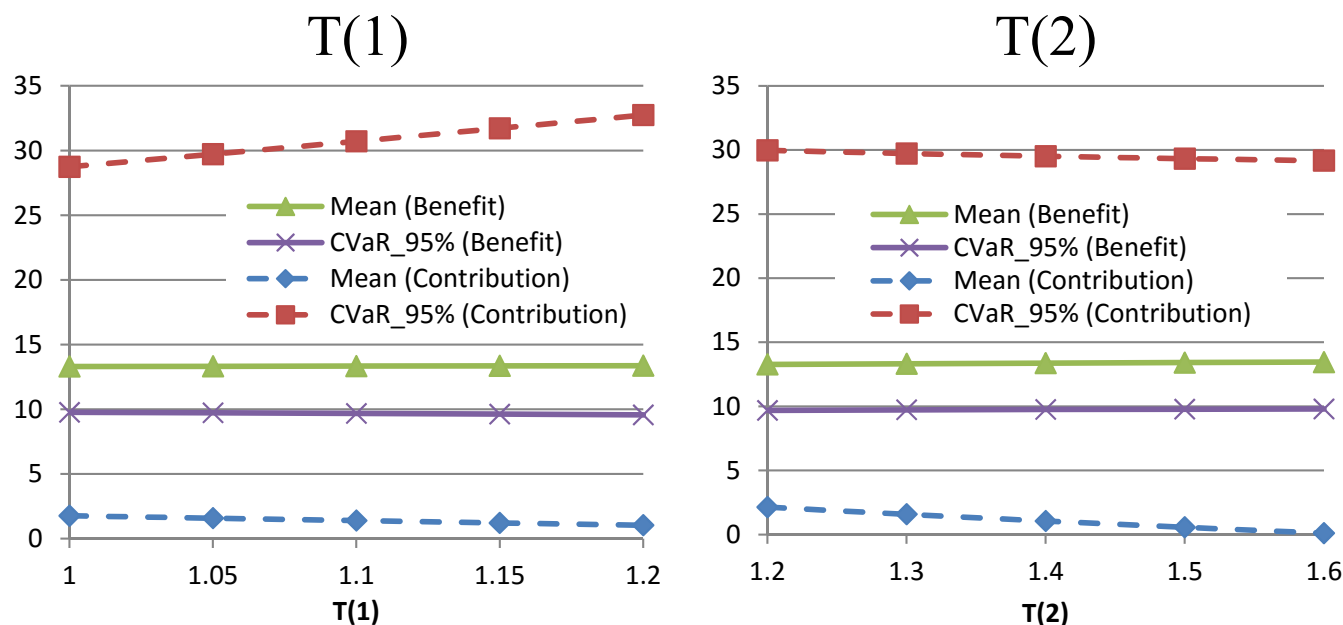 T(1)
35
30
25
20
15
10
5
0
Mean (Benefit)
CVaR_95% (Benefit)
Mean (Contribution)
CVaR_95% (Contribution)
1 1.05 1.1 1.15 1.2
T(1)
T(2)
35
30
25
20
15
10
5
0
Mean (Benefit)
CVaR_95% (Benefit)
Mean (Contribution)
CVaR_95% (Contribution)
1.2 1.3 1.4 1.5 1.6
T(2)